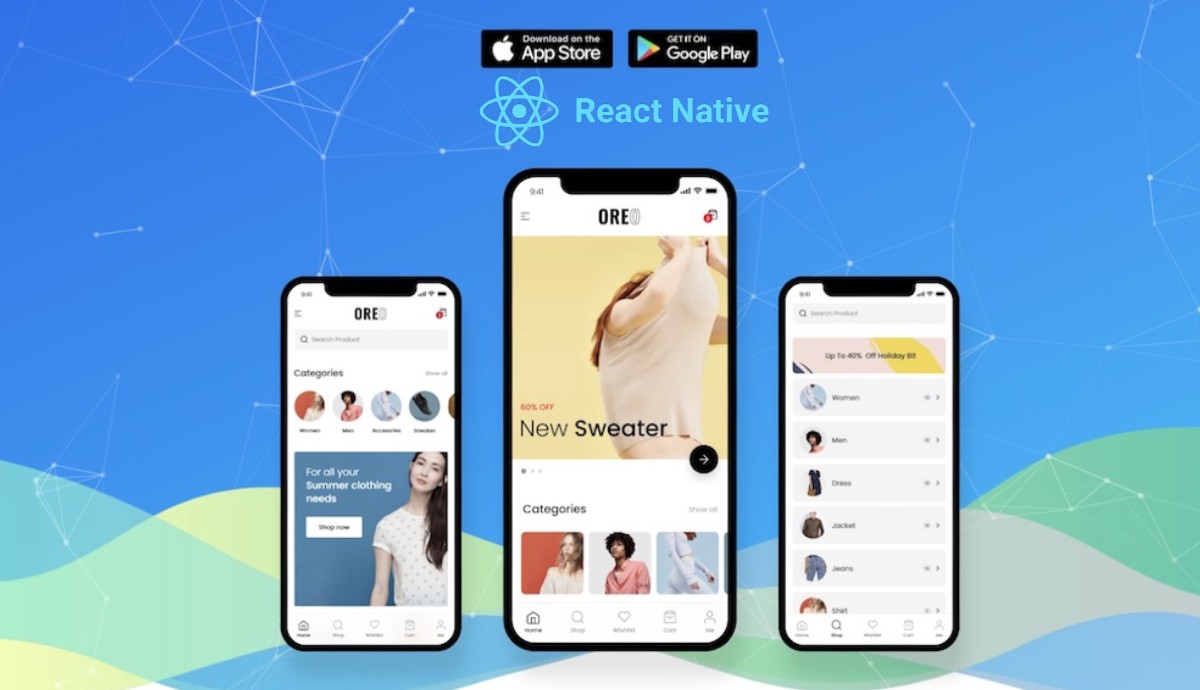 Download on the
App Store
GET IT ON
Google Play
React Native
9:41
OREO
60% OFF
New Sweater
Categories
Show all
Home
Shop
Wishlist
Cart
Me
9:41
OREO
Search Product
Categories
Show all
Women
Men
Accessories
Sneaker
For all your
Summer clothing
needs
Shop now
Home
Shop
Wishlist
Cart
Me
9:41
Search Product
Up To 40% Off Holiday Bit
Women
Men
Dress
Jacket
Jeans
Shirt
Home
Shop
Wishlist
Cart
Me